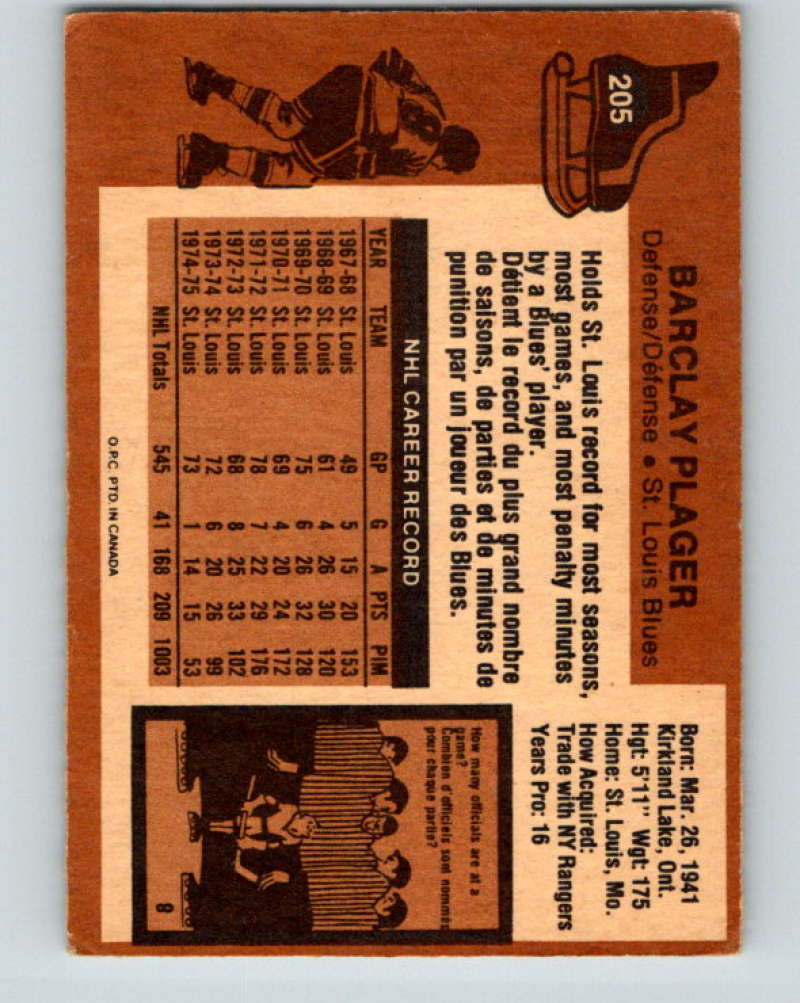 205
BARCLAY PLAGER
Defense/Défense • St. Louis Blues
Born: Mar. 26, 1941
Kirkland Lake, Ont.
Hgt: 5'11" Wgt: 175
Home: St. Louis, Mo.
How Acquired:
Trade with NY Rangers
Years Pro: 16
Holds St. Louis record for most seasons,
most games, and most penalty minutes
by a Blues' player.
Détient le record du plus grand nombre
de saisons, de parties et de minutes de
punition par un joueur des Blues.
NHL CAREER RECORD
YEAR TEAM GP G A PTS PIM
1967-68 St. Louis 49 5 15 20 153
1968-69 St. Louis 61 4 26 30 120
1969-70 St. Louis 75 6 26 32 128
1970-71 St. Louis 69 4 20 24 172
1971-72 St. Louis 78 7 22 29 176
1972-73 St. Louis 68 8 25 33 102
1973-74 St. Louis 72 6 20 26 99
1974-75 St. Louis 73 1 14 15 53
NHL Totals 545 41 168 209 1003
How many officials are at a
game?
Combien d'officiels sont nommés
pour chaque partie?
8
O.P.C. PTD. IN CANADA
8